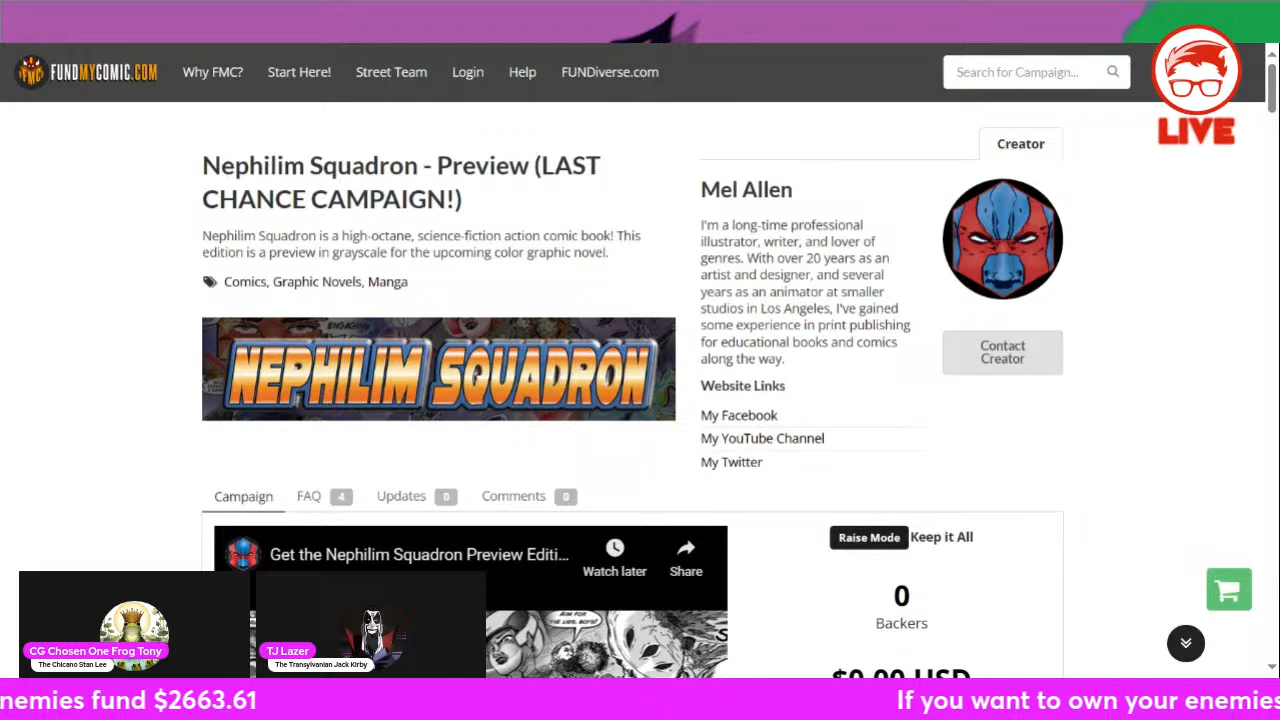 FMC FUNDMYCOMIC.COM Why FMC? Start Here! Street Team Login Help FUNDiverse.com Search for Campaign...
LIVE
Creator
Nephilim Squadron - Preview (LAST
CHANCE CAMPAIGN!)
Nephilim Squadron is a high-octane, science-fiction action comic book! This
edition is a preview in grayscale for the upcoming color graphic novel.
Comics, Graphic Novels, Manga
NEPHILIM SQUADRON
Mel Allen
I'm a long-time professional
illustrator, writer, and lover of
genres. With over 20 years as an
artist and designer, and several
years as an animator at smaller
studios in Los Angeles, I've gained
some experience in print publishing
for educational books and comics
along the way.
Website Links
My Facebook
My YouTube Channel
My Twitter
Contact
Creator
Campaign FAQ 4 Updates 0 Comments 0
Get the Nephilim Squadron Preview Editi...
Watch later
Share
AIM FOR
THE
Raise Mode Keep it All
0
Backers
$0.00 USD
CG Chosen One Frog Tony
The Chicano Stan Lee
TJ Lazer
The Transylvanian Jack Kirby
nemies fund $2663.61
If you want to own your enemies